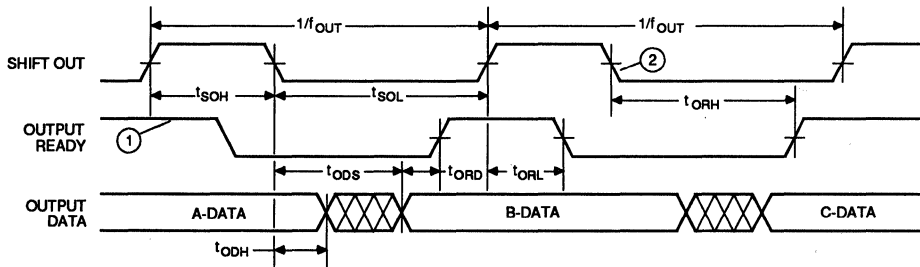 1/fOUT 1/fOUT
SHIFT OUT 2
tSOH tSOL tORH
OUTPUT READY 1
tODS tORD tORL
OUTPUT DATA A-DATA B-DATA C-DATA
tODH